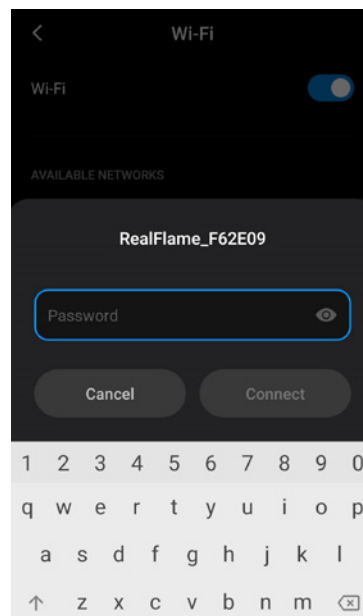 Wi-Fi
Wi-Fi
AVAILABLE NETWORKS
RealFlame_F62E09
Password
Cancel Connect
1 2 3 4 5 6 7 8 9 0
q w e r t y u i o p
a s d f g h j k l
z x c v b n m